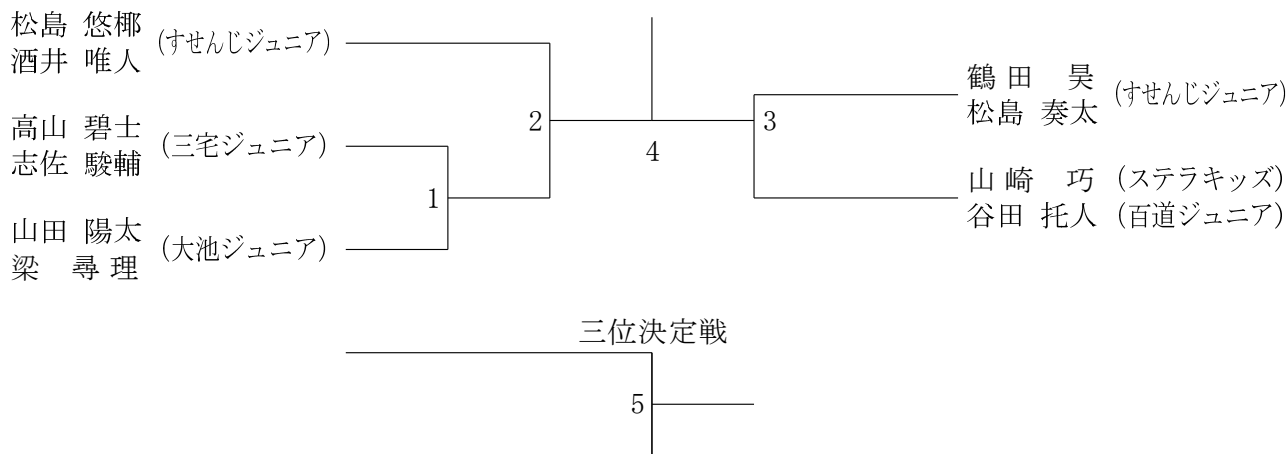 松島 悠椰 (すせんじジュニア)
酒井 唯人
高山 碧士 (三宅ジュニア)
志佐 駿輔
山田 陽太 (大池ジュニア)
梁 尋理
1
2
4
3
鶴田 昊 (すせんじジュニア)
松島 奏太
山崎 巧 (ステラキッズ)
谷田 托人 (百道ジュニア)
三位決定戦
5